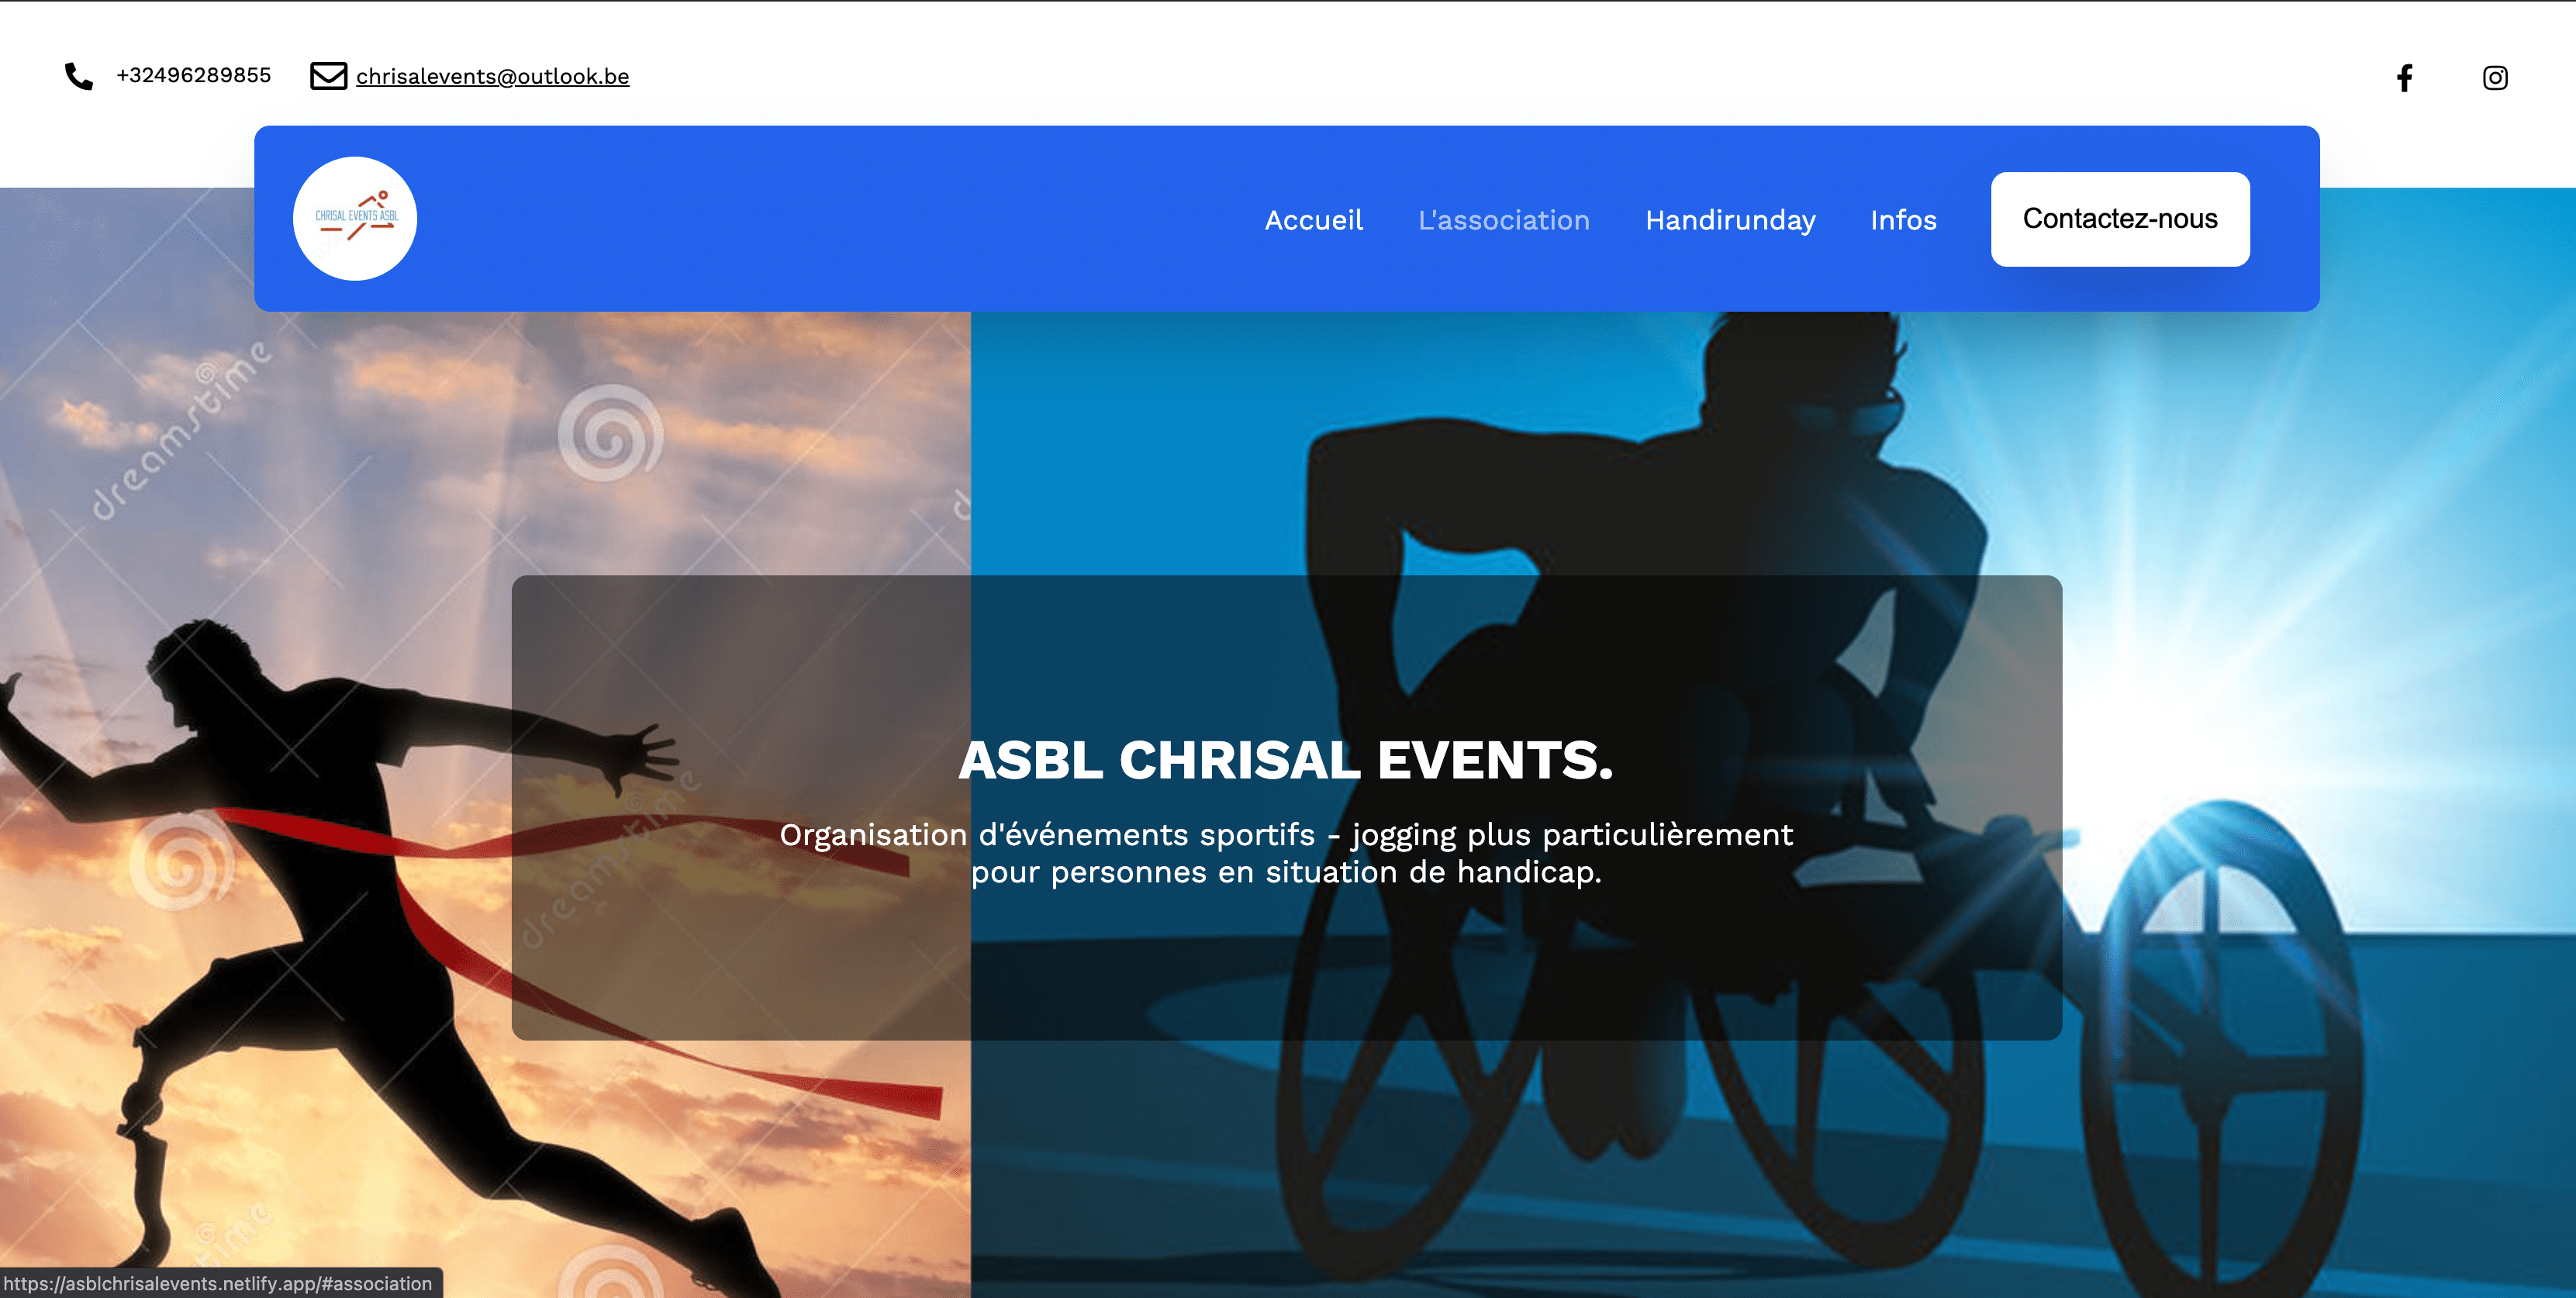 +32496289855 chrisalevents@outlook.be
CHRISAL EVENTS ASBL
Accueil L'association Handirunday Infos Contactez-nous
dreamstime
ASBL CHRISAL EVENTS.
Organisation d'événements sportifs - jogging plus particulièrement
pour personnes en situation de handicap.
dreamstime
https://asblchrisalevents.netlify.app/#association